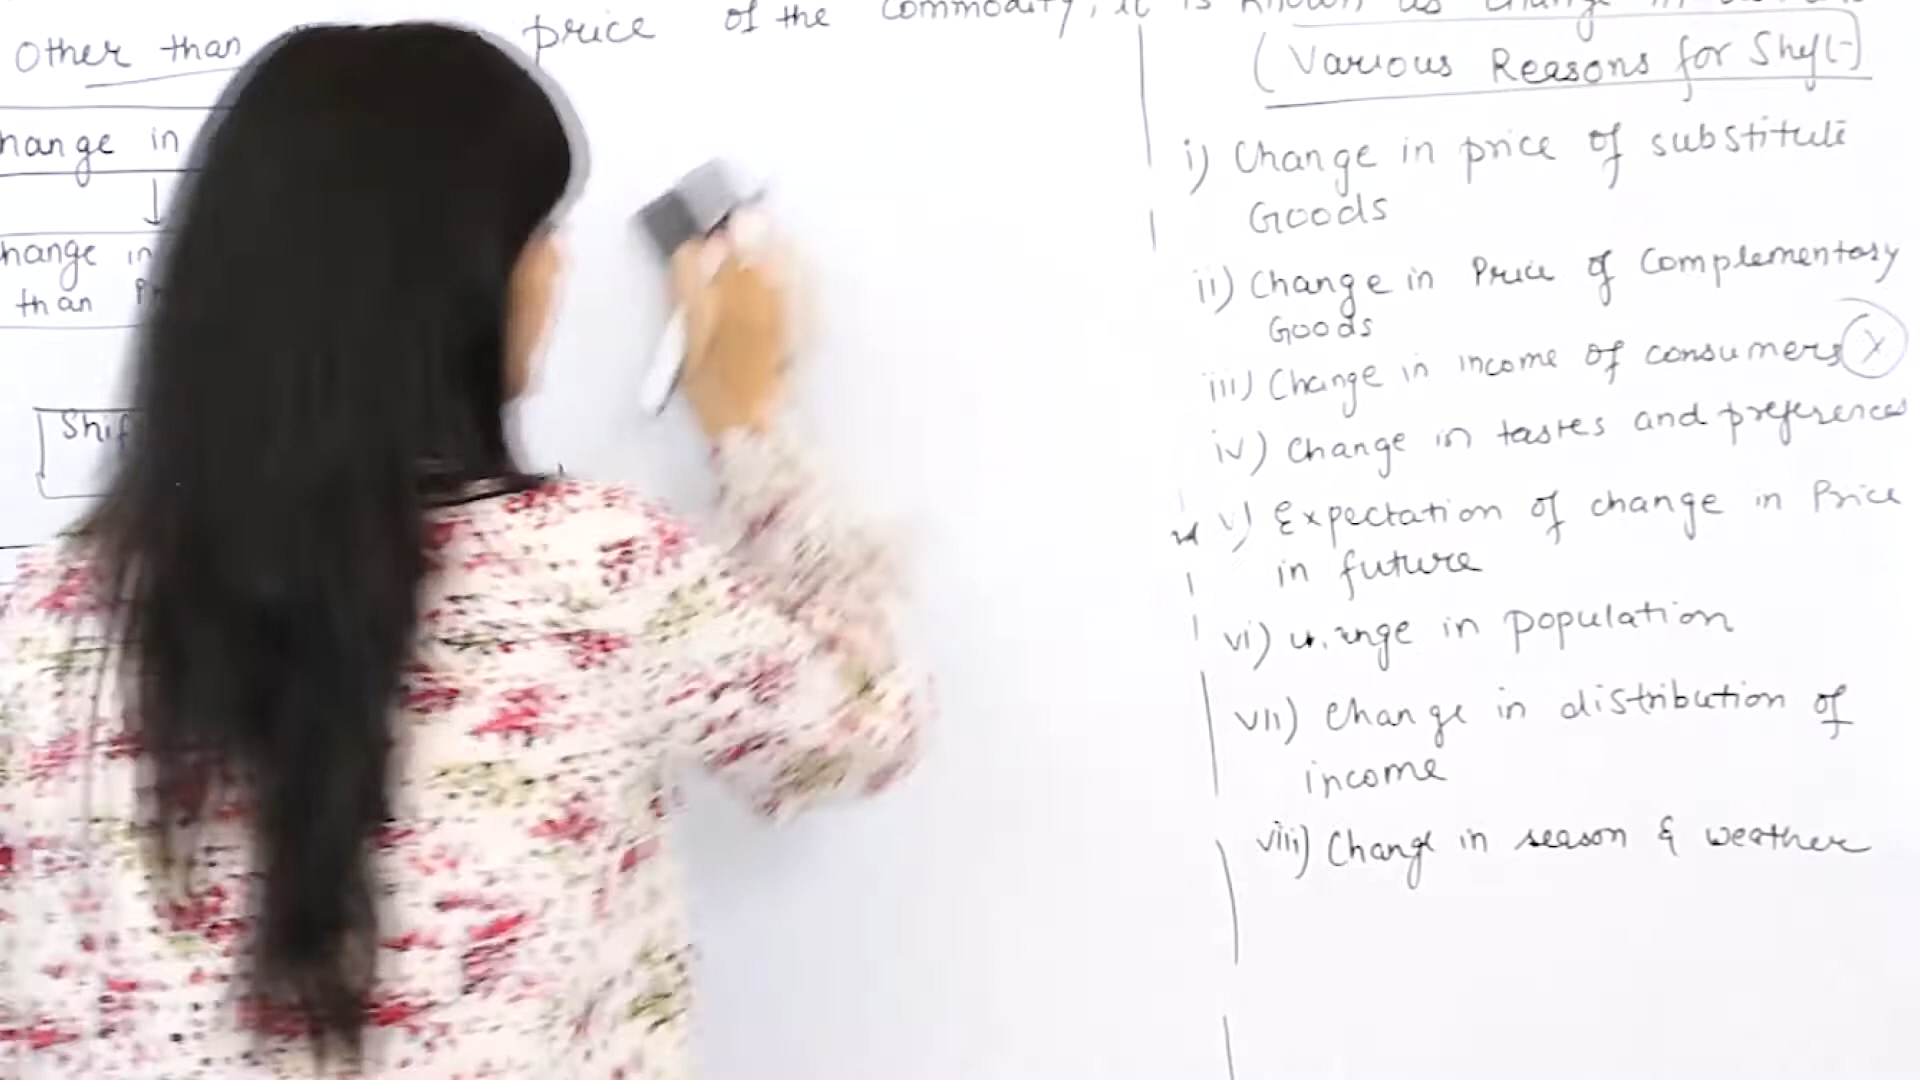 Other than price of the commodity, it is known as change in
(Various Reasons for Shift)
hange in
hange in
than
i) Change in price of substitute
Goods
ii) Change in Price of Complementary
Goods
iii) Change in income of consumers X
iv) Change in tastes and preferences
v) Expectation of change in Price
in future
vi) nge in population
vii) Change in distribution of
income
viii) Change in season & weather